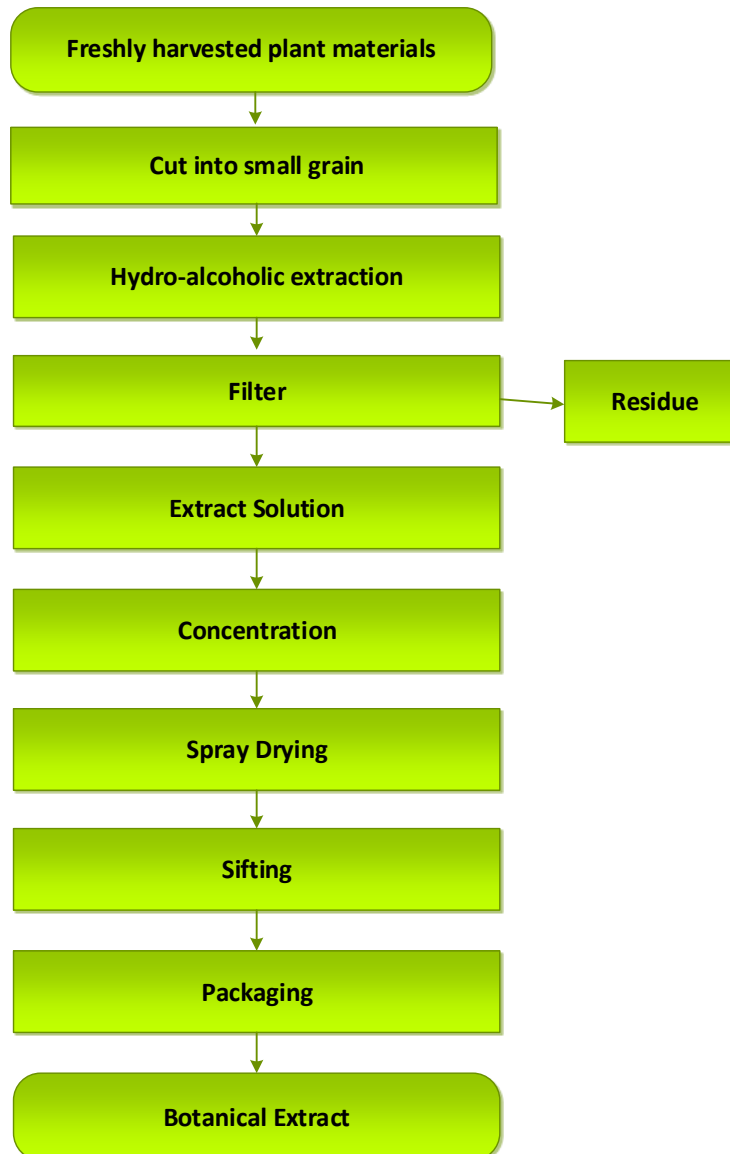 Freshly harvested plant materials
Cut into small grain
Hydro-alcoholic extraction
Filter
Residue
Extract Solution
Concentration
Spray Drying
Sifting
Packaging
Botanical Extract